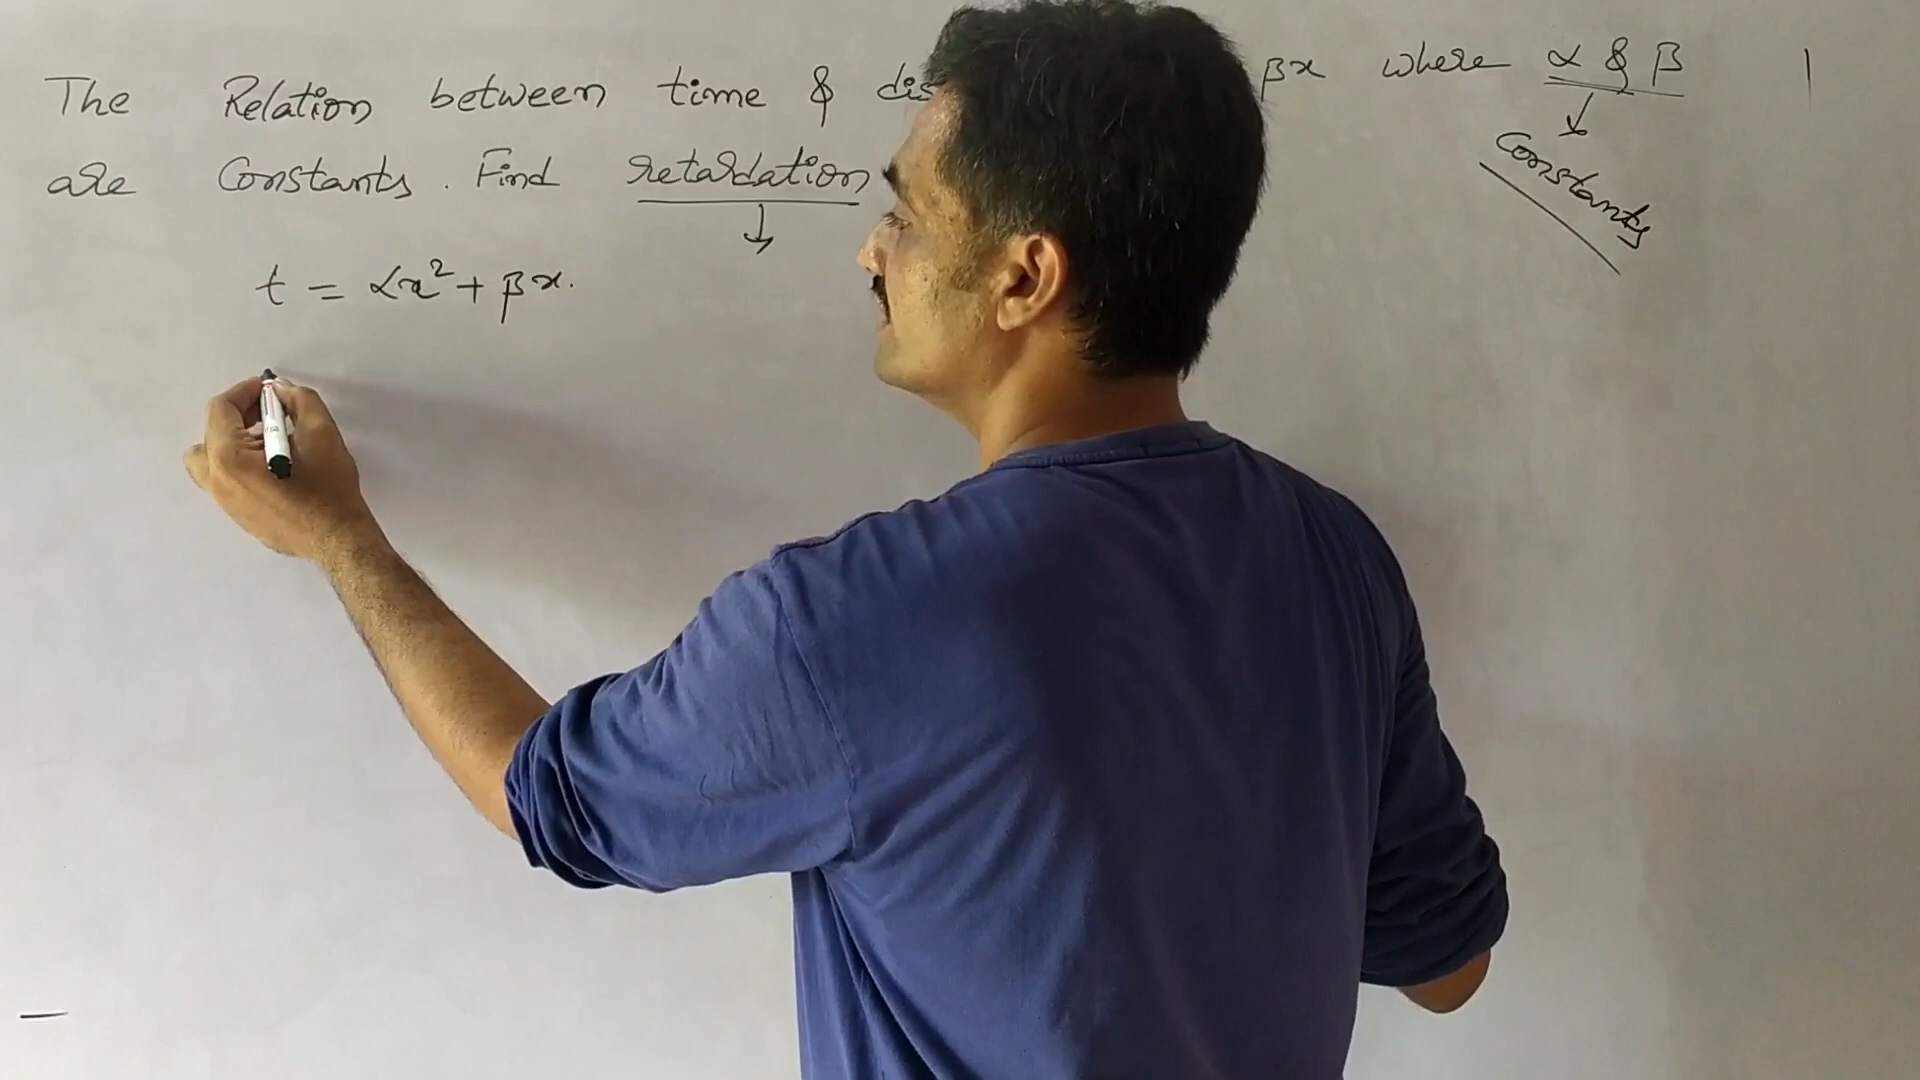 The Relation between time & dis βx where α & β
are Constants. Find retardation
constants
t = αx² + βx.